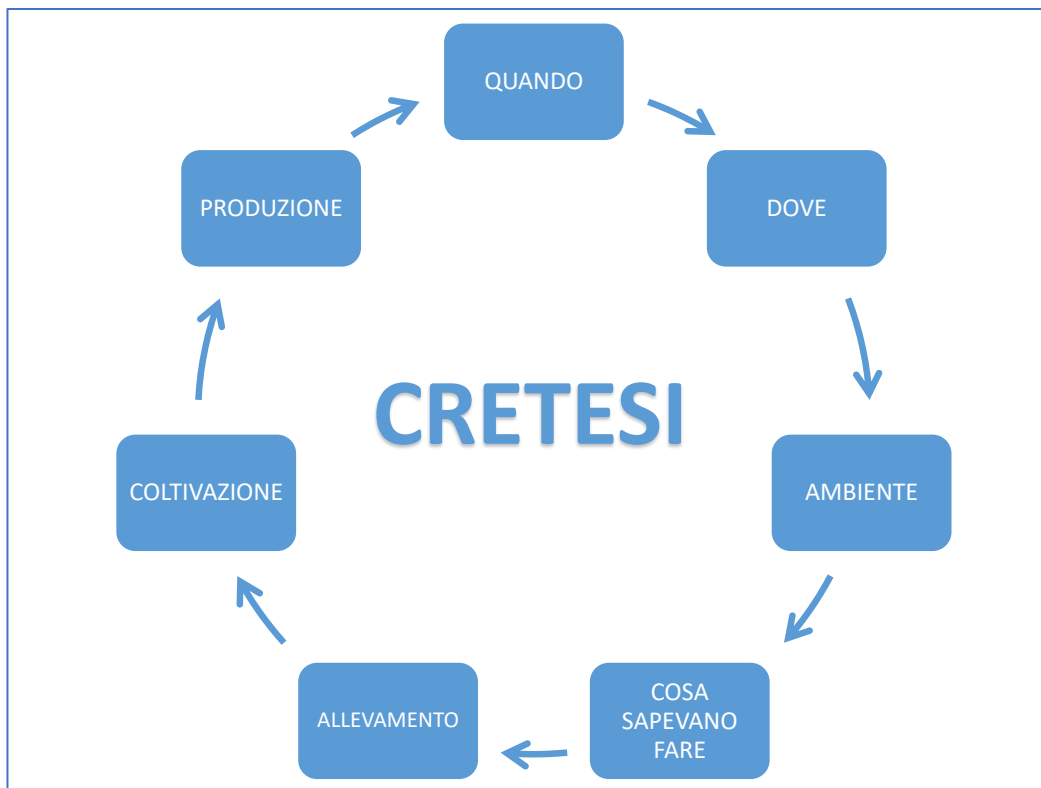 QUANDO
DOVE
AMBIENTE
COSA
SAPEVANO
FARE
ALLEVAMENTO
COLTIVAZIONE
PRODUZIONE
CRETESI